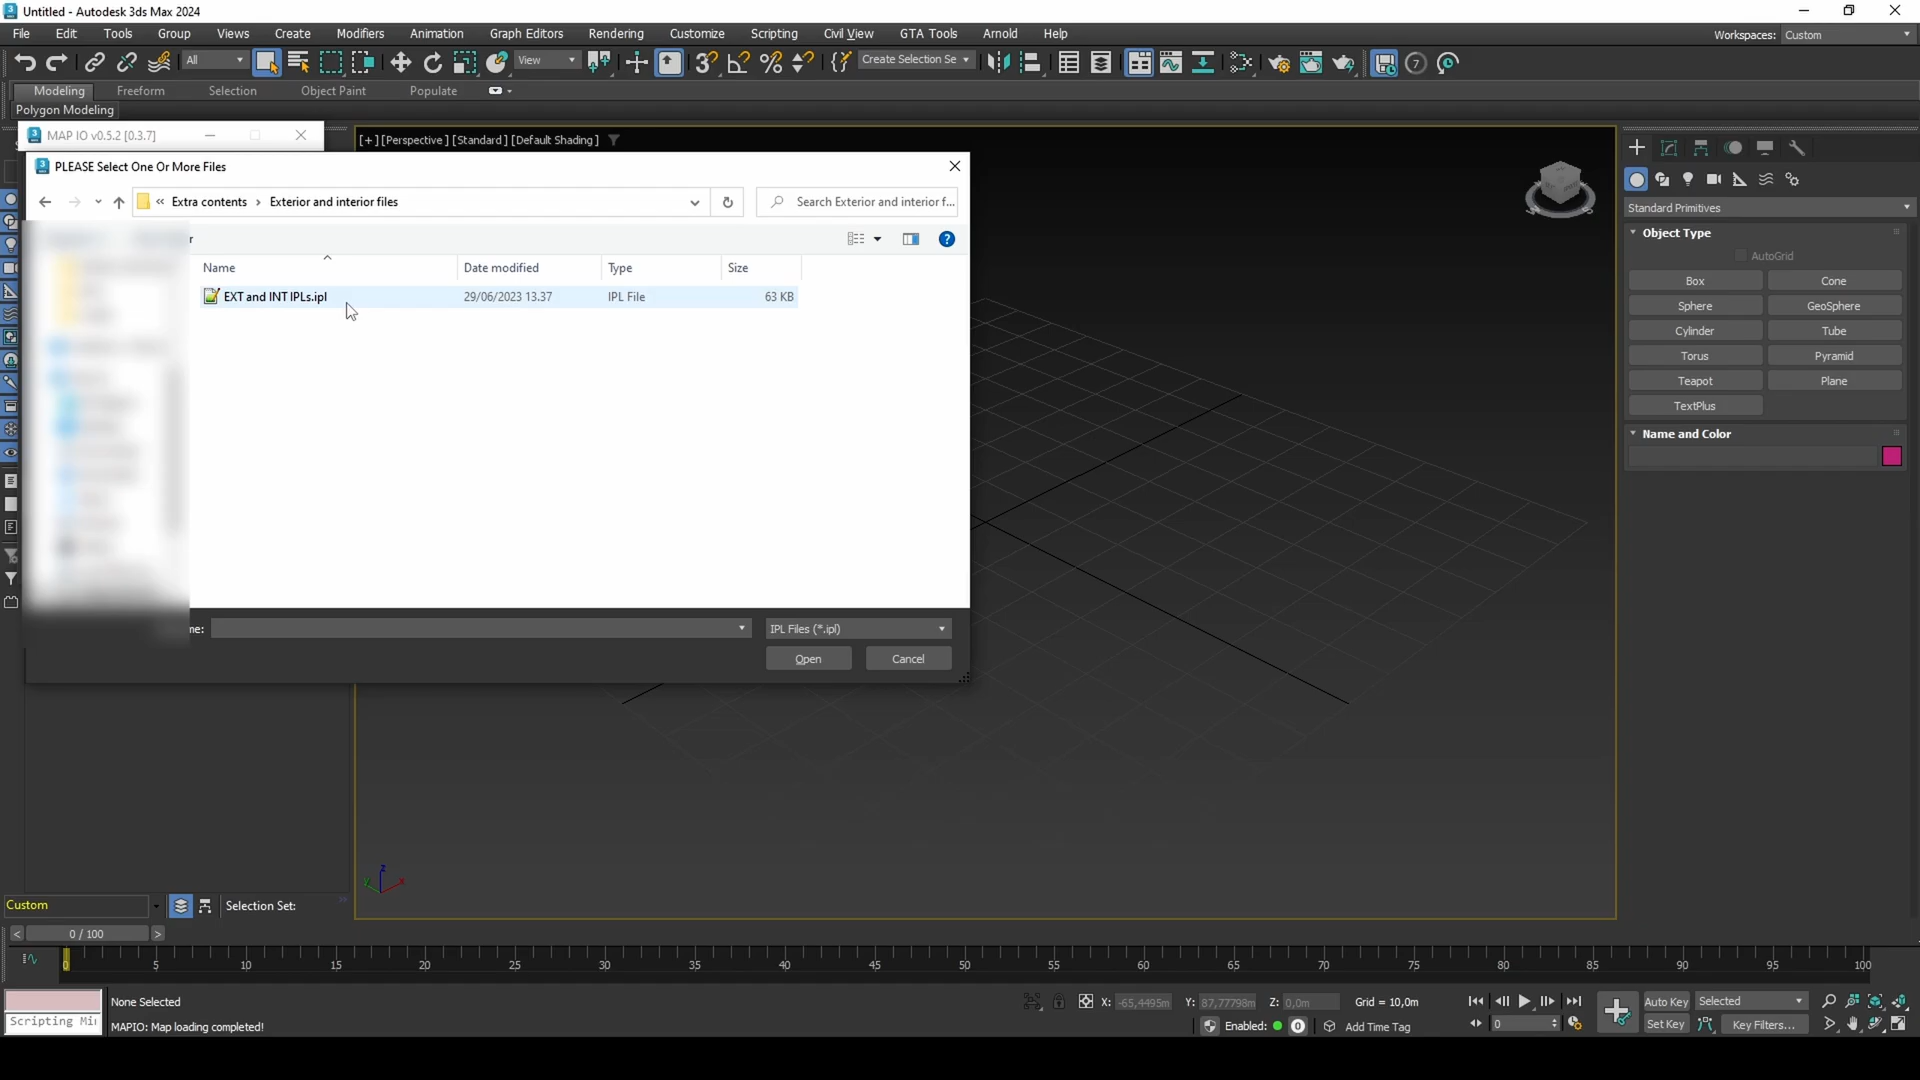 Untitled - Autodesk 3ds Max 2024
File Edit Tools Group Views Create Modifiers Animation Graph Editors Rendering Customize Scripting Civil View GTA Tools Arnold Help
Workspaces: Custom
All View Create Selection Se
Modeling Freeform Selection Object Paint Populate
Polygon Modeling
MAP IO v0.5.2 [0.3.7]
[+] [Perspective] [Standard] [Default Shading]
PLEASE Select One Or More Files
« Extra contents › Exterior and interior files
Search Exterior and interior f...
Name Date modified Type Size
EXT and INT IPLs.ipl 29/06/2023 13.37 IPL File 63 KB
me:
IPL Files (*.ipl)
Open Cancel
Standard Primitives
Object Type
AutoGrid
Box Cone
Sphere GeoSphere
Cylinder Tube
Torus Pyramid
Teapot Plane
TextPlus
Name and Color
z
x
Custom
Selection Set:
< 0 / 100 >
0 5 10 15 20 25 30 35 40 45 50 55 60 65 70 75 80 85 90 95 100
None Selected
X: -65,4495m Y: 87,77798m Z: 0,0m Grid = 10,0m
Auto Key Selected
Scripting Mi
MAPIO: Map loading completed!
Enabled: 0 Add Time Tag
0
Set Key Key Filters...